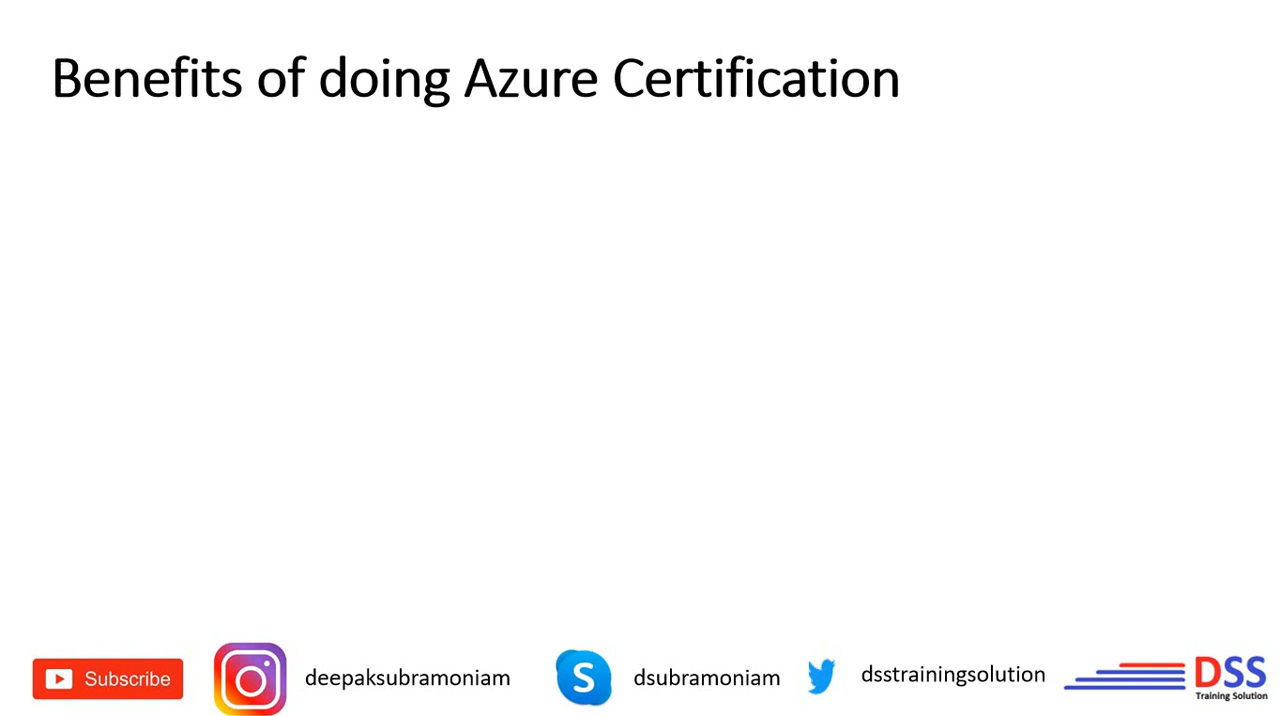 Benefits of doing Azure Certification
Subscribe
deepaksubramoniam
S
dsubramoniam
dsstrainingsolution
DSS
Training Solution